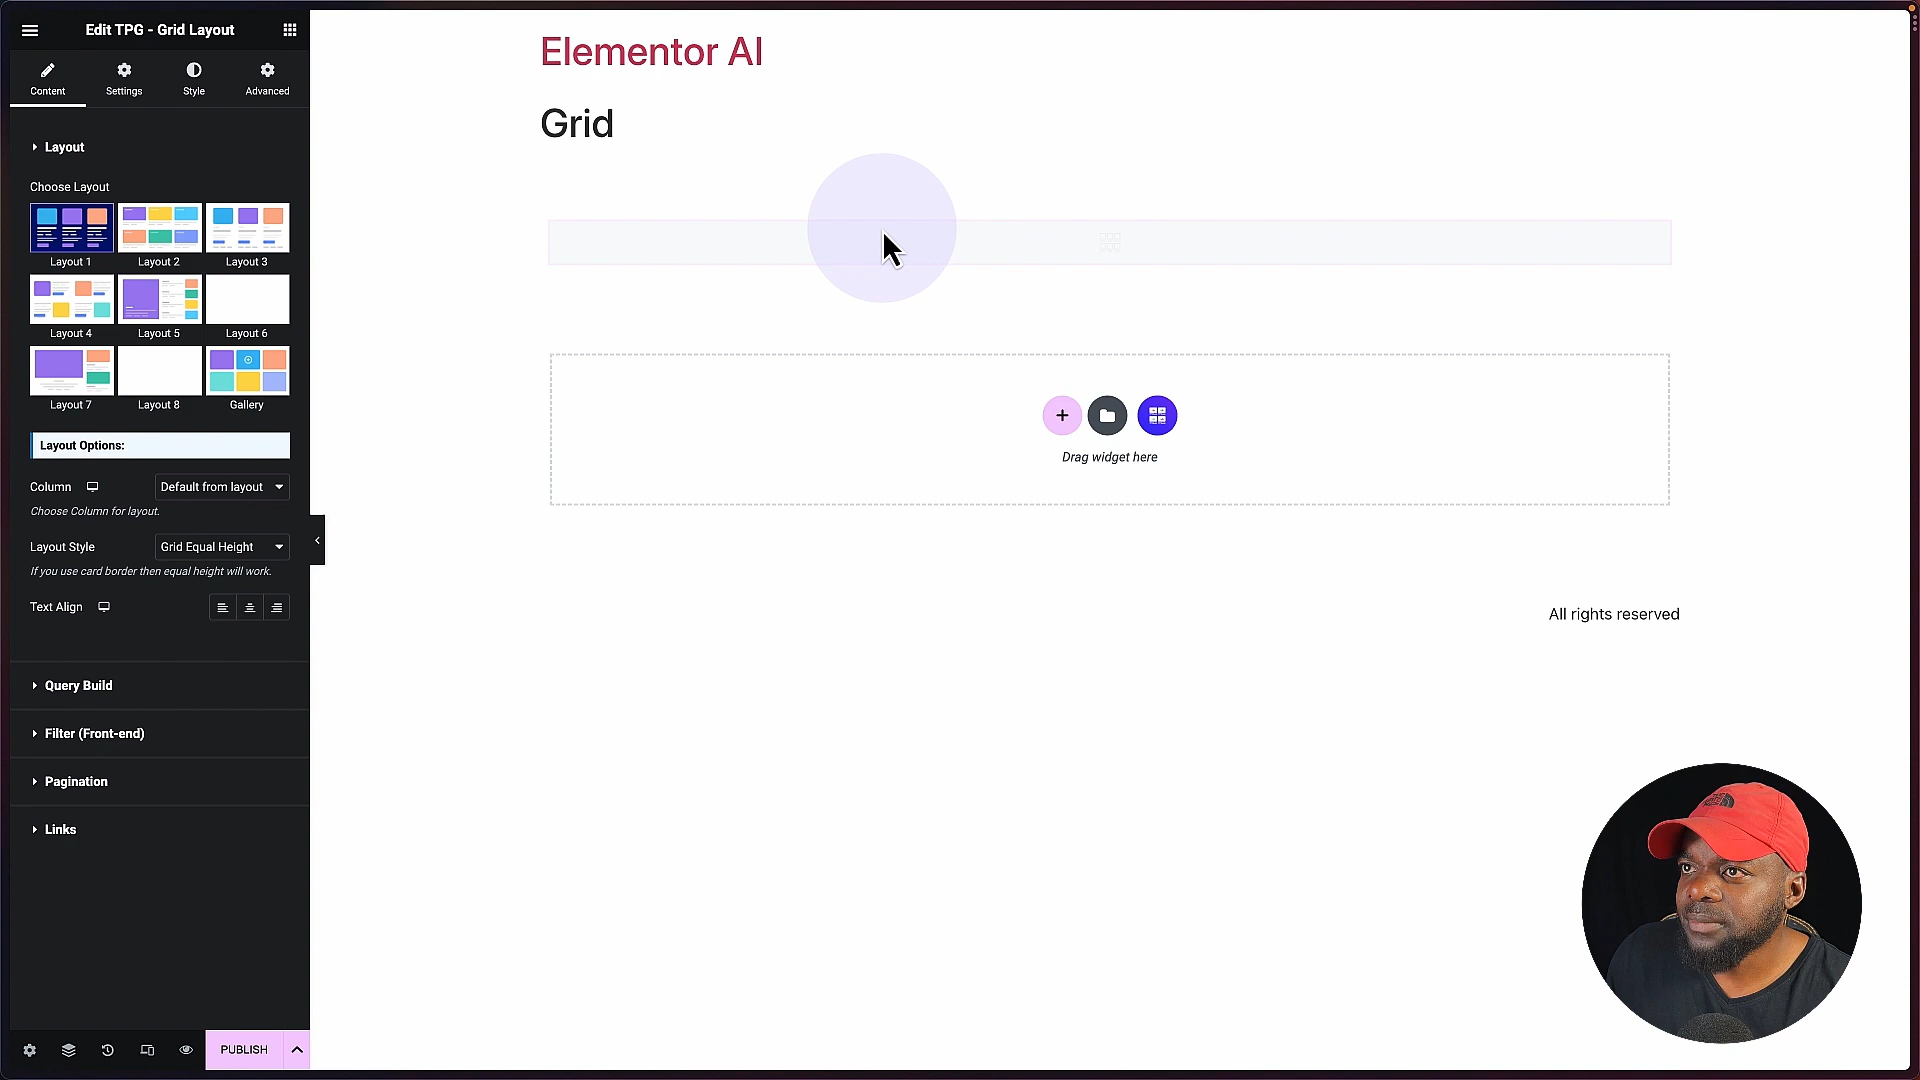 Edit TPG - Grid Layout
Content
Settings
Style
Advanced
Layout
Choose Layout
Layout 1
Layout 2
Layout 3
Layout 4
Layout 5
Layout 6
Layout 7
Layout 8
Gallery
Layout Options:
Column
Default from layout
Choose Column for layout.
Layout Style
Grid Equal Height
If you use card border then equal height will work.
Text Align
Query Build
Filter (Front-end)
Pagination
Links
PUBLISH
Elementor AI
Grid
Drag widget here
All rights reserved